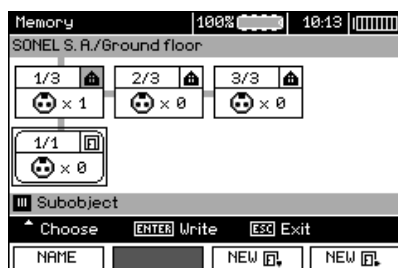 Memory 100% 10:13
SONEL S.A./Ground floor
1/3 2/3 3/3
x 1 x 0 x 0
1/1
x 0
Subobject
Choose ENTER Write ESC Exit
NAME NEW NEW